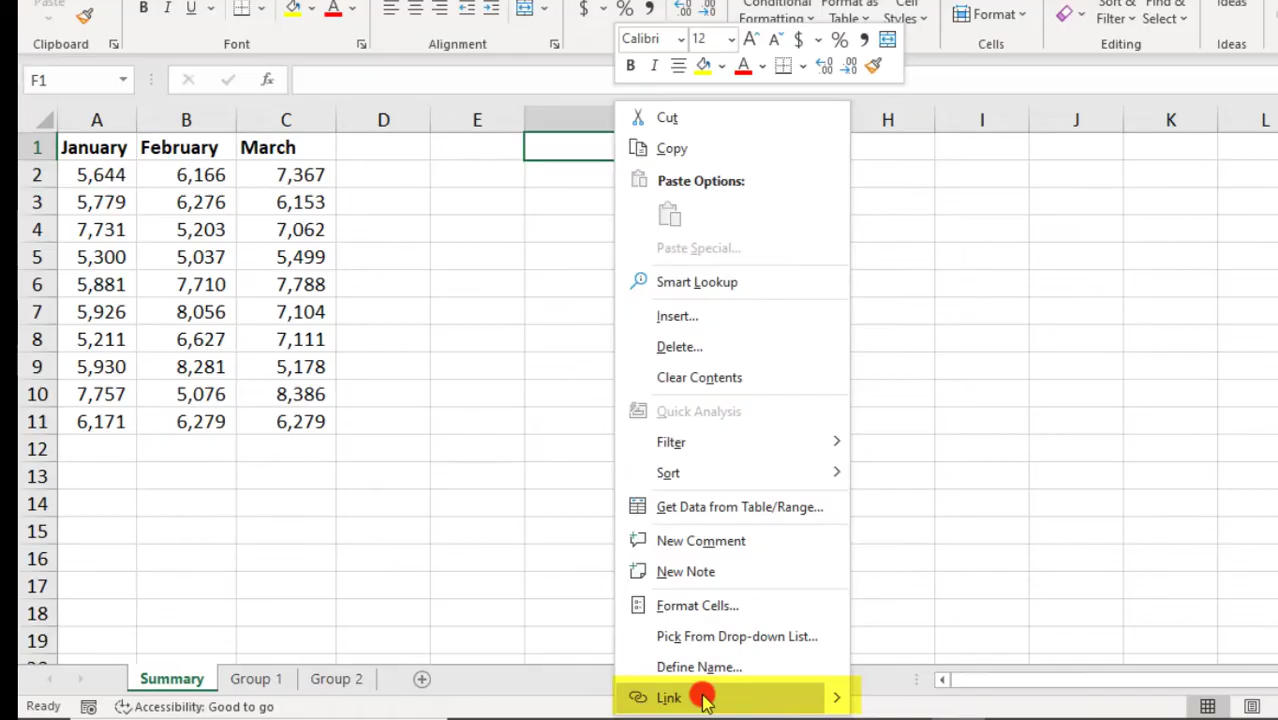 Paste
B I U
A
$ % 9
Conditional Format as Cell
Formatting Table Styles
Format
Sort & Find &
Filter Select
Ideas
Clipboard Font Alignment Cells Editing Ideas
Calibri 12 A A $ % 9
B I A
F1 fx
A B C D E H I J K L
1 January February March
2 5,644 6,166 7,367
3 5,779 6,276 6,153
4 7,731 5,203 7,062
5 5,300 5,037 5,499
6 5,881 7,710 7,788
7 5,926 8,056 7,104
8 5,211 6,627 7,111
9 5,930 8,281 5,178
10 7,757 5,076 8,386
11 6,171 6,279 6,279
12
13
14
15
16
17
18
19
Cut
Copy
Paste Options:
Paste Special...
Smart Lookup
Insert...
Delete...
Clear Contents
Quick Analysis
Filter
Sort
Get Data from Table/Range...
New Comment
New Note
Format Cells...
Pick From Drop-down List...
Define Name...
Link
Summary Group 1 Group 2
Ready Accessibility: Good to go